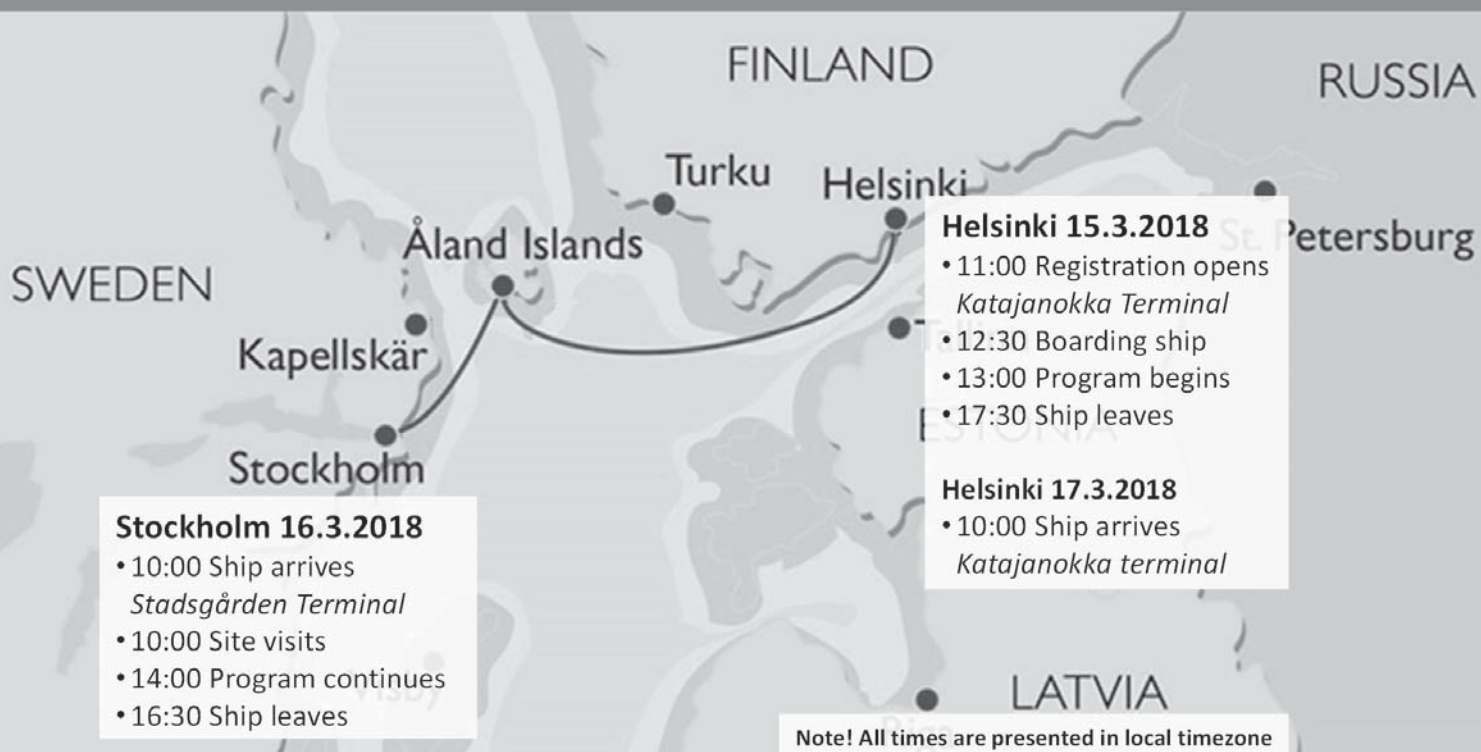 FINLAND
RUSSIA
Turku
Helsinki
Åland Islands
St. Petersburg
SWEDEN
Kapellskär
Stockholm
Helsinki 15.3.2018
• 11:00 Registration opens
Katajanokka Terminal
• 12:30 Boarding ship
• 13:00 Program begins
• 17:30 Ship leaves
ESTONIA
Helsinki 17.3.2018
• 10:00 Ship arrives
Katajanokka terminal
Stockholm 16.3.2018
• 10:00 Ship arrives
Stadsgården Terminal
• 10:00 Site visits
• 14:00 Program continues
• 16:30 Ship leaves
Visby
LATVIA
Riga
Note! All times are presented in local timezone